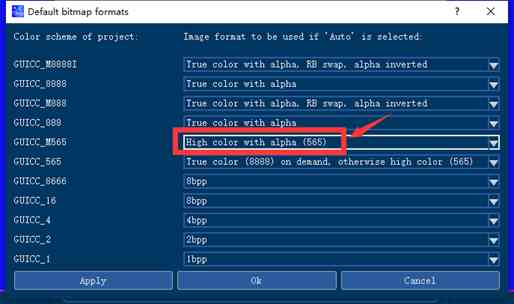 Default bitmap formats
Color scheme of project: Image format to be used if 'Auto' is selected:
GUICC_M8888I True color with alpha, RB swap, alpha inverted
GUICC_8888 True color with alpha
GUICC_M888 True color with alpha, RB swap, alpha inverted
GUICC_888 True color with alpha
GUICC_M565 High color with alpha (565)
GUICC_565 True color (8888) on demand, otherwise high color (565)
GUICC_8666 8bpp
GUICC_16 8bpp
GUICC_4 4bpp
GUICC_2 2bpp
GUICC_1 1bpp
Apply Ok Cancel